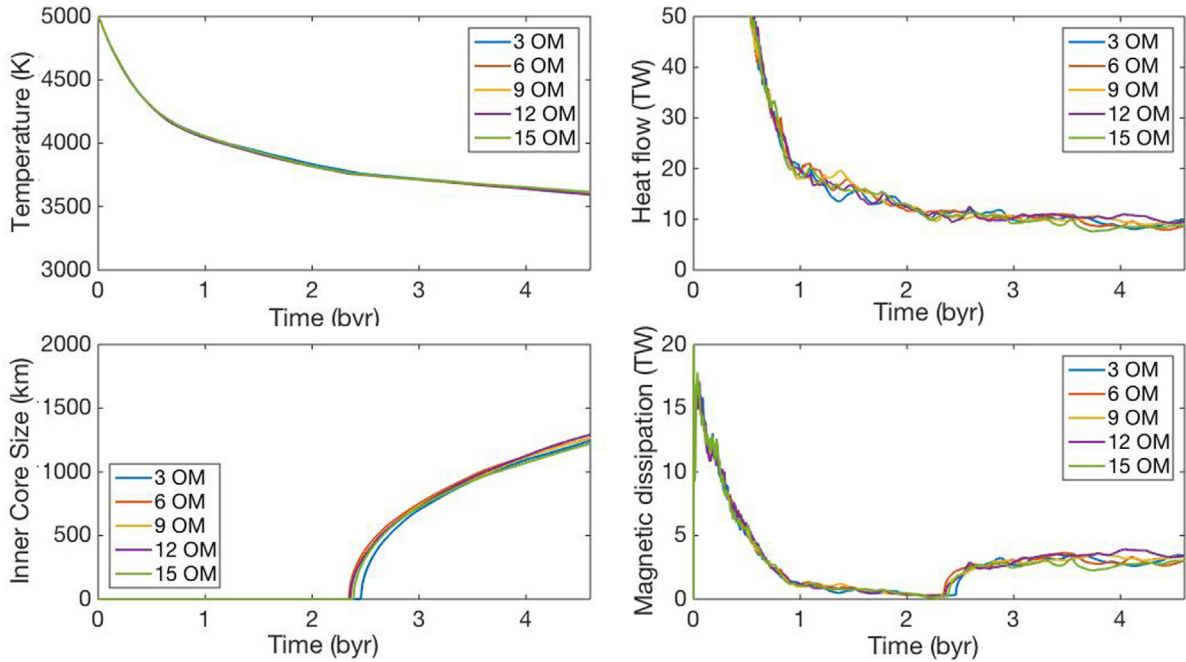 5000
4500
4000
3500
3000
Temperature (K)
0 1 2 3 4
Time (byr)
3 OM
6 OM
9 OM
12 OM
15 OM
50
40
30
20
10
0
Heat flow (TW)
0 1 2 3 4
Time (byr)
3 OM
6 OM
9 OM
12 OM
15 OM
2000
1500
1000
500
0
Inner Core Size (km)
0 1 2 3 4
Time (byr)
3 OM
6 OM
9 OM
12 OM
15 OM
20
15
10
5
0
Magnetic dissipation (TW)
0 1 2 3 4
Time (byr)
3 OM
6 OM
9 OM
12 OM
15 OM